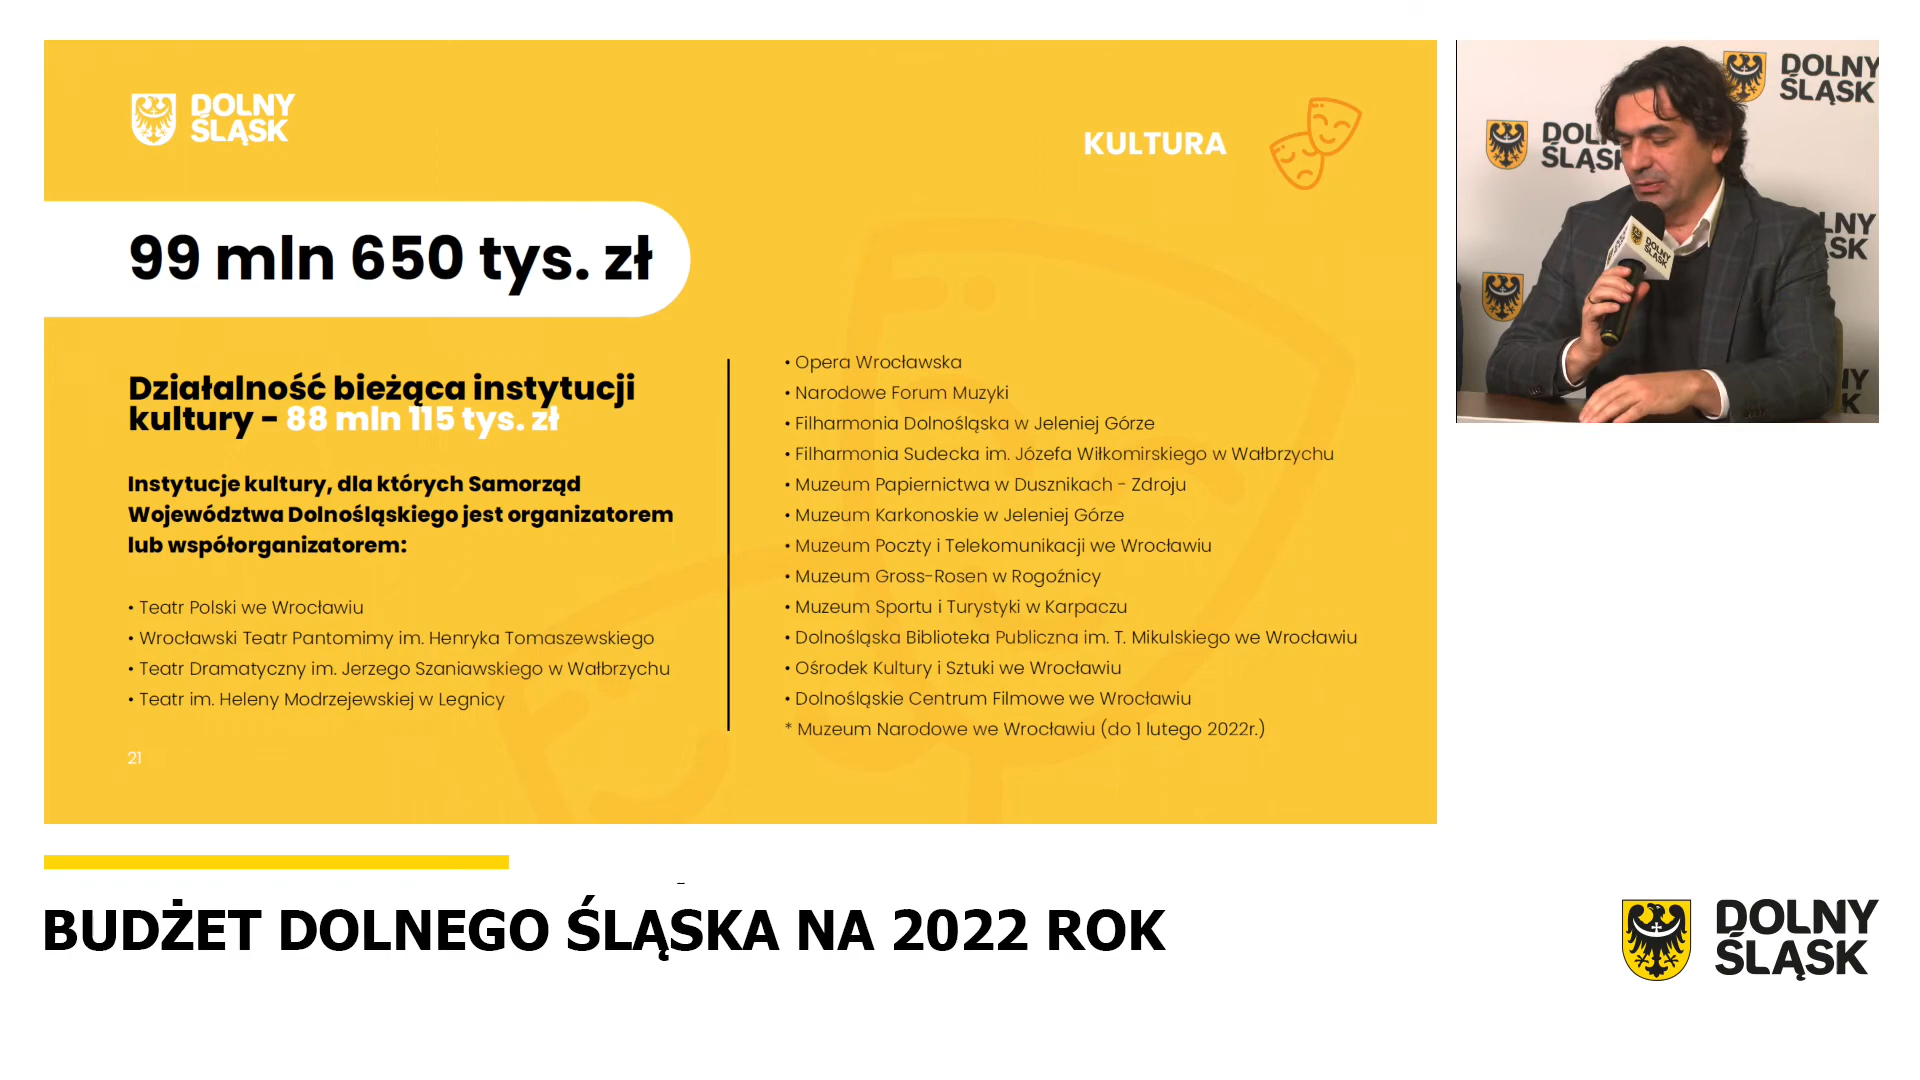 DOLNY
ŚLĄSK
KULTURA
99 mln 650 tys. zł
Działalność bieżąca instytucji
kultury - 88 mln 115 tys. zł
Instytucje kultury, dla których Samorząd
Województwa Dolnośląskiego jest organizatorem
lub współorganizatorem:
• Teatr Polski we Wrocławiu
• Wrocławski Teatr Pantomimy im. Henryka Tomaszewskiego
• Teatr Dramatyczny im. Jerzego Szaniawskiego w Wałbrzychu
• Teatr im. Heleny Modrzejewskiej w Legnicy
21
• Opera Wrocławska
• Narodowe Forum Muzyki
• Filharmonia Dolnośląska w Jeleniej Górze
• Filharmonia Sudecka im. Józefa Wiłkomirskiego w Wałbrzychu
• Muzeum Papiernictwa w Dusznikach - Zdroju
• Muzeum Karkonoskie w Jeleniej Górze
• Muzeum Poczty i Telekomunikacji we Wrocławiu
• Muzeum Gross-Rosen w Rogoźnicy
• Muzeum Sportu i Turystyki w Karpaczu
• Dolnośląska Biblioteka Publiczna im. T. Mikulskiego we Wrocławiu
• Ośrodek Kultury i Sztuki we Wrocławiu
• Dolnośląskie Centrum Filmowe we Wrocławiu
* Muzeum Narodowe we Wrocławiu (do 1 lutego 2022r.)
DOLNY
ŚLĄSK
DOL
ŚLĄSK
LNY
SK
DOLNY
ŚLĄSK
BUDŻET DOLNEGO ŚLĄSKA NA 2022 ROK
DOLNY
ŚLĄSK